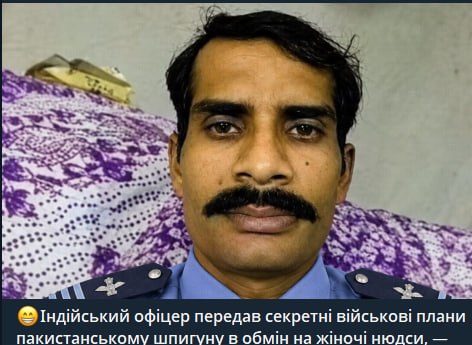 😁Індійський офіцер передав секретні військові плани
пакистанському шпигуну в обмін на жіночі нюдси, —